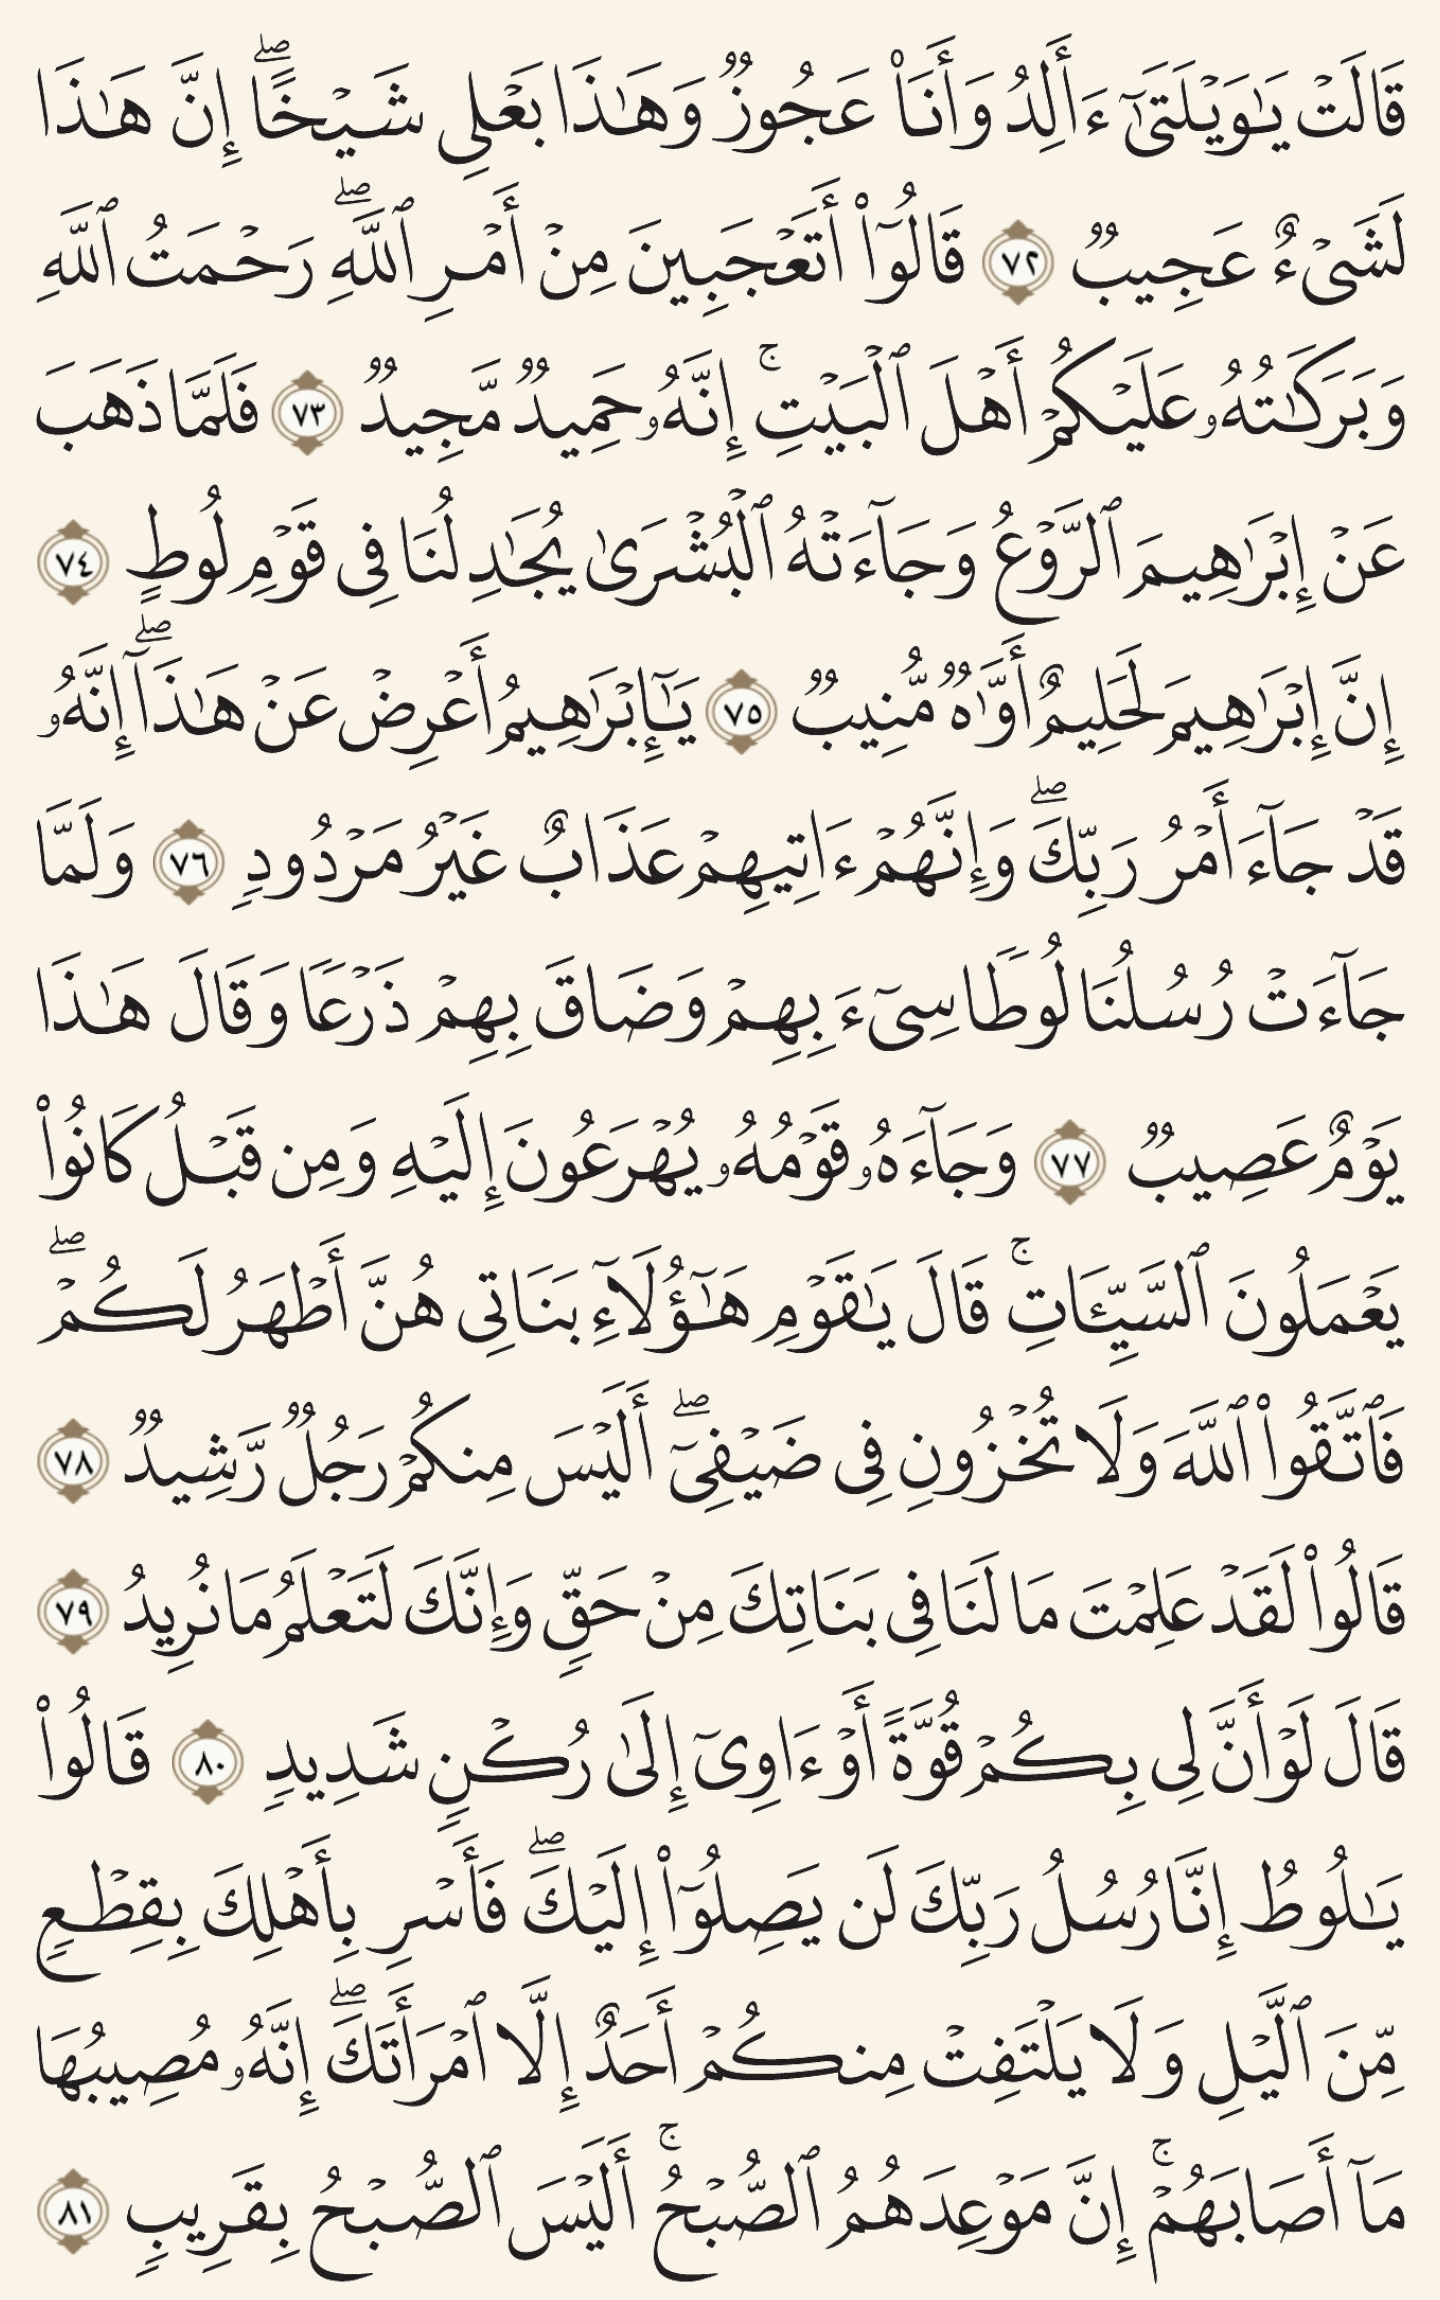 قَالَتْ يَـٰوَيْلَتَىٰٓ ءَأَلِدُ وَأَنَا۠ عَجُوزٌ وَهَـٰذَا بَعْلِى شَيْخًا ۖ إِنَّ هَـٰذَا
لَشَىْءٌ عَجِيبٌ ٧٢ قَالُوٓا۟ أَتَعْجَبِينَ مِنْ أَمْرِ ٱللَّهِ ۖ رَحْمَتُ ٱللَّهِ
وَبَرَكَـٰتُهُۥ عَلَيْكُمْ أَهْلَ ٱلْبَيْتِ ۚ إِنَّهُۥ حَمِيدٌ مَّجِيدٌ ٧٣ فَلَمَّا ذَهَبَ
عَنْ إِبْرَٰهِيمَ ٱلرَّوْعُ وَجَآءَتْهُ ٱلْبُشْرَىٰ يُجَـٰدِلُنَا فِى قَوْمِ لُوطٍ ٧٤
إِنَّ إِبْرَٰهِيمَ لَحَلِيمٌ أَوَّٰهٌ مُّنِيبٌ ٧٥ يَـٰٓإِبْرَٰهِيمُ أَعْرِضْ عَنْ هَـٰذَآ ۖ إِنَّهُۥ
قَدْ جَآءَ أَمْرُ رَبِّكَ ۖ وَإِنَّهُمْ ءَاتِيهِمْ عَذَابٌ غَيْرُ مَرْدُودٍ ٧٦ وَلَمَّا
جَآءَتْ رُسُلُنَا لُوطًا سِىٓءَ بِهِمْ وَضَاقَ بِهِمْ ذَرْعًا وَقَالَ هَـٰذَا
يَوْمٌ عَصِيبٌ ٧٧ وَجَآءَهُۥ قَوْمُهُۥ يُهْرَعُونَ إِلَيْهِ وَمِن قَبْلُ كَانُوا۟
يَعْمَلُونَ ٱلسَّيِّـَٔاتِ ۚ قَالَ يَـٰقَوْمِ هَـٰٓؤُلَآءِ بَنَاتِى هُنَّ أَطْهَرُ لَكُمْ ۖ
فَٱتَّقُوا۟ ٱللَّهَ وَلَا تُخْزُونِ فِى ضَيْفِىٓ ۖ أَلَيْسَ مِنكُمْ رَجُلٌ رَّشِيدٌ ٧٨
قَالُوا۟ لَقَدْ عَلِمْتَ مَا لَنَا فِى بَنَاتِكَ مِنْ حَقٍّ وَإِنَّكَ لَتَعْلَمُ مَا نُرِيدُ ٧٩
قَالَ لَوْ أَنَّ لِى بِكُمْ قُوَّةً أَوْ ءَاوِىٓ إِلَىٰ رُكْنٍ شَدِيدٍ ٨٠ قَالُوا۟
يَـٰلُوطُ إِنَّا رُسُلُ رَبِّكَ لَن يَصِلُوٓا۟ إِلَيْكَ ۖ فَأَسْرِ بِأَهْلِكَ بِقِطْعٍ
مِّنَ ٱلَّيْلِ وَلَا يَلْتَفِتْ مِنكُمْ أَحَدٌ إِلَّا ٱمْرَأَتَكَ ۖ إِنَّهُۥ مُصِيبُهَا
مَآ أَصَابَهُمْ ۚ إِنَّ مَوْعِدَهُمُ ٱلصُّبْحُ ۚ أَلَيْسَ ٱلصُّبْحُ بِقَرِيبٍ ٨١